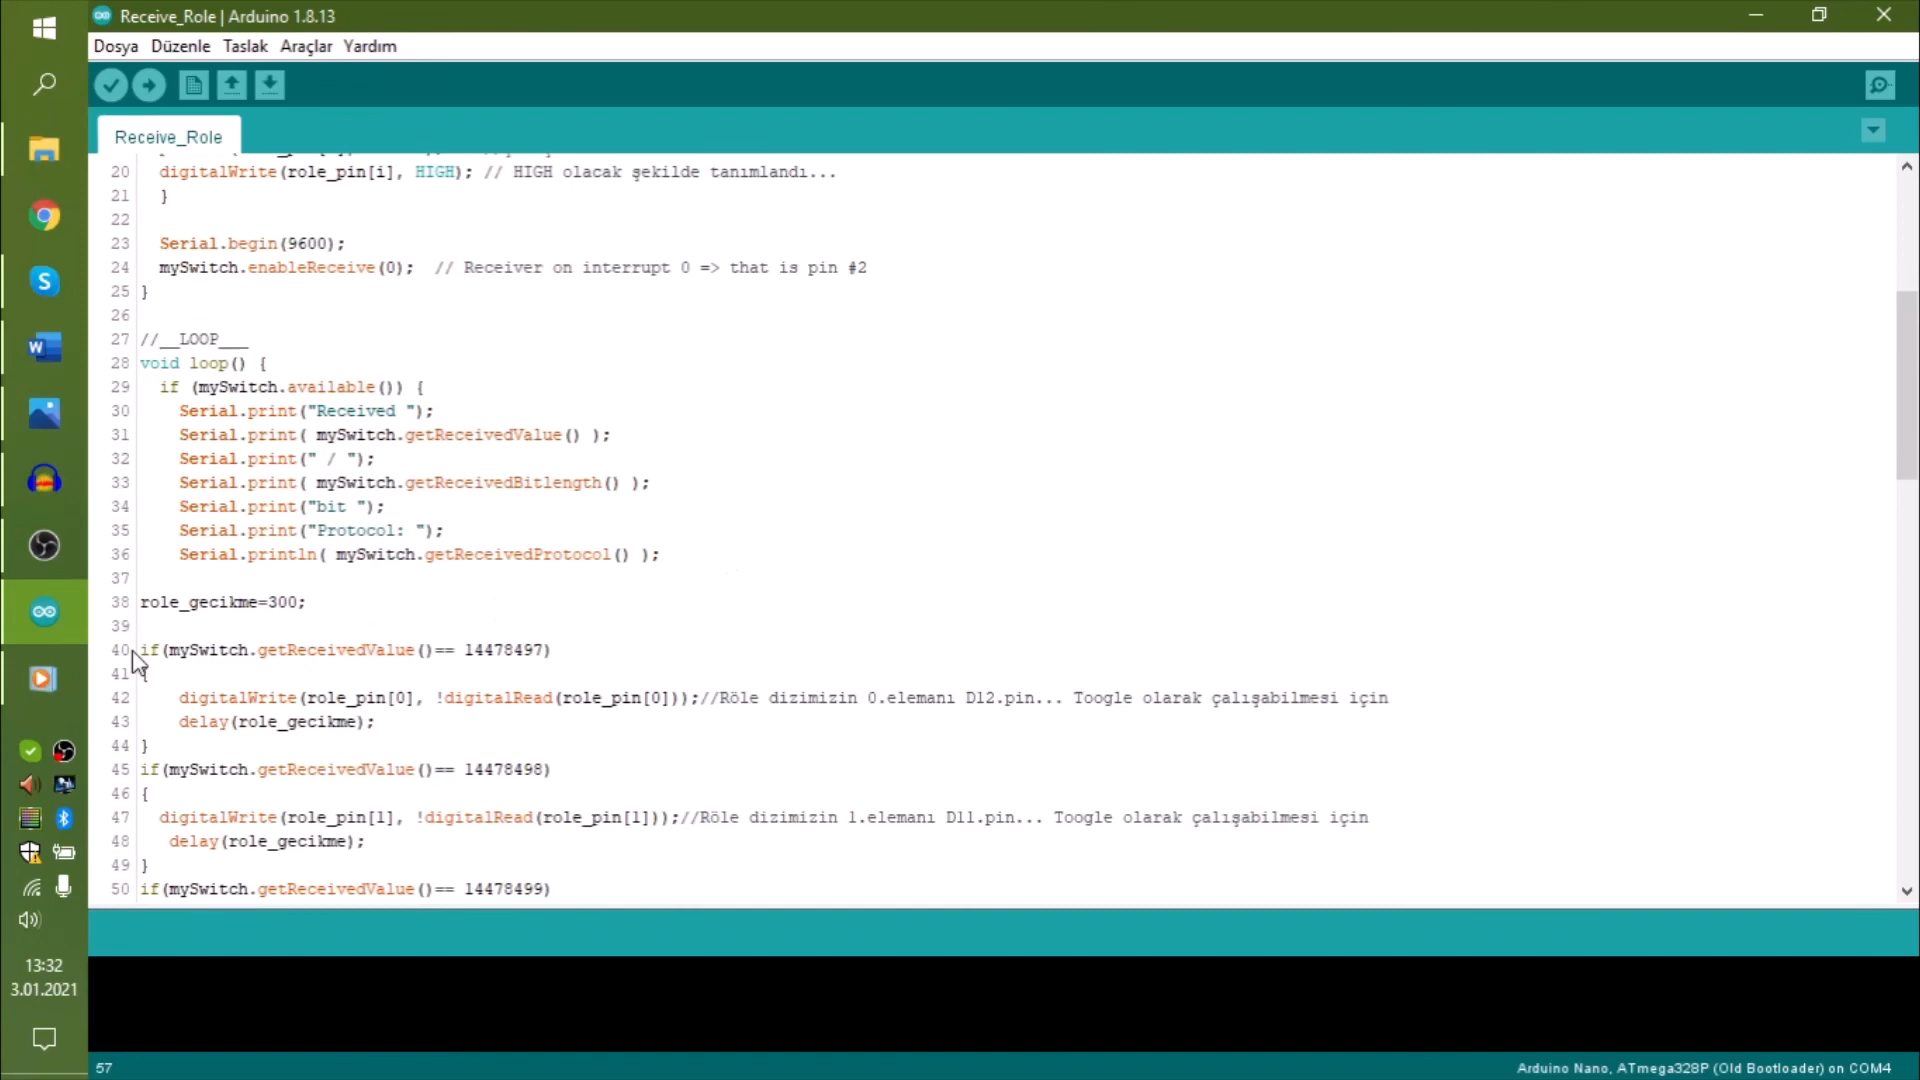 Receive_Role | Arduino 1.8.13
Dosya Düzenle Taslak Araçlar Yardım
Receive_Role
20 digitalWrite(role_pin[i], HIGH); // HIGH olacak şekilde tanımlandı...
21 }
22
23 Serial.begin(9600);
24 mySwitch.enableReceive(0); // Receiver on interrupt 0 => that is pin #2
25 }
26
27 //__LOOP___
28 void loop() {
29 if (mySwitch.available()) {
30 Serial.print("Received ");
31 Serial.print( mySwitch.getReceivedValue() );
32 Serial.print(" / ");
33 Serial.print( mySwitch.getReceivedBitlength() );
34 Serial.print("bit ");
35 Serial.print("Protocol: ");
36 Serial.println( mySwitch.getReceivedProtocol() );
37
38 role_gecikme=300;
39
40 if(mySwitch.getReceivedValue()== 14478497)
41 {
42 digitalWrite(role_pin[0], !digitalRead(role_pin[0]));//Röle dizimizin 0.elemanı D12.pin... Toogle olarak çalışabilmesi için
43 delay(role_gecikme);
44 }
45 if(mySwitch.getReceivedValue()== 14478498)
46 {
47 digitalWrite(role_pin[1], !digitalRead(role_pin[1]));//Röle dizimizin 1.elemanı D11.pin... Toogle olarak çalışabilmesi için
48 delay(role_gecikme);
49 }
50 if(mySwitch.getReceivedValue()== 14478499)
13:32
3.01.2021
57
Arduino Nano, ATmega328P (Old Bootloader) on COM4